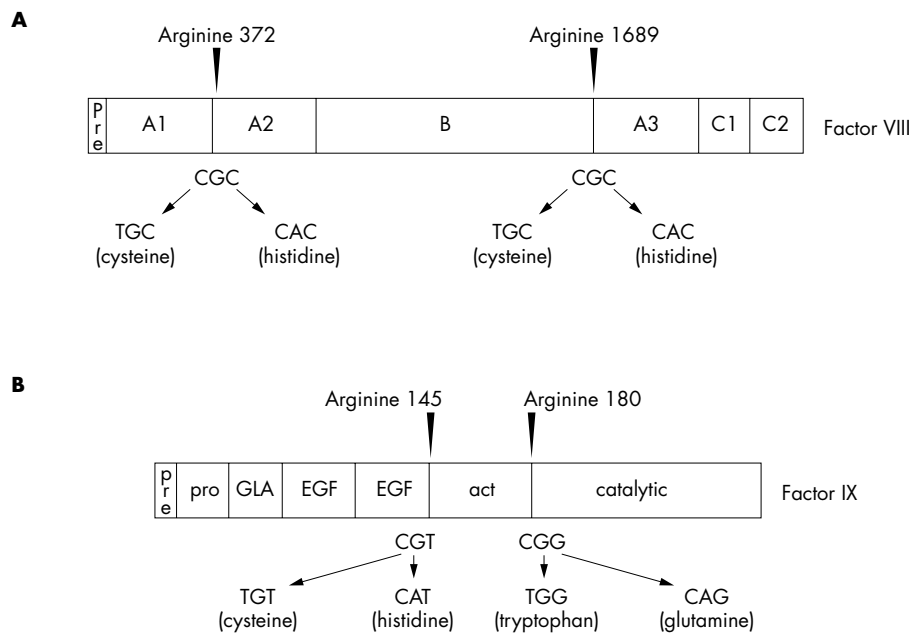 A
Arginine 372 Arginine 1689
Pre A1 A2 B A3 C1 C2 Factor VIII
CGC CGC
TGC CAC TGC CAC
(cysteine) (histidine) (cysteine) (histidine)
B
Arginine 145 Arginine 180
pre pro GLA EGF EGF act catalytic Factor IX
CGT CGG
TGT CAT TGG CAG
(cysteine) (histidine) (tryptophan) (glutamine)